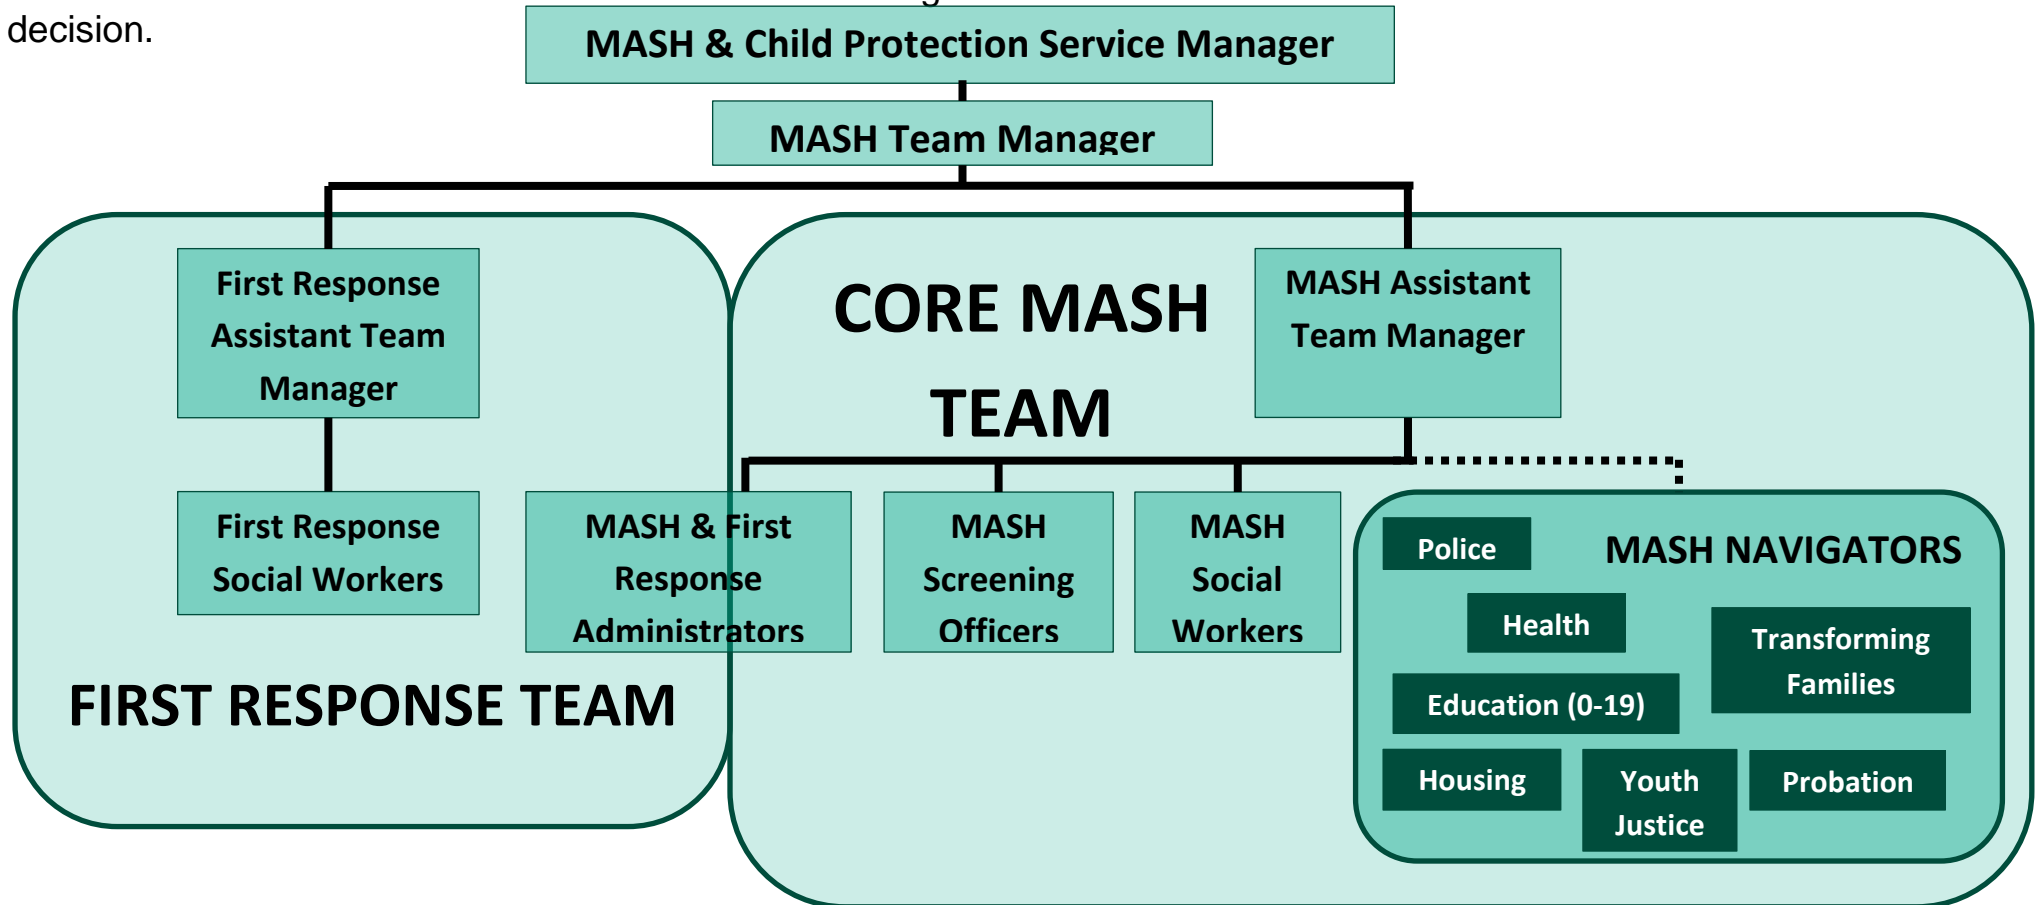 decision.
MASH & Child Protection Service Manager
MASH Team Manager
First Response
Assistant Team
Manager
CORE MASH
TEAM
MASH Assistant
Team Manager
First Response
Social Workers
MASH & First
Response
Administrators
MASH
Screening
Officers
MASH
Social
Workers
FIRST RESPONSE TEAM
MASH NAVIGATORS
Police
Health
Transforming
Families
Education (0-19)
Housing
Youth
Justice
Probation